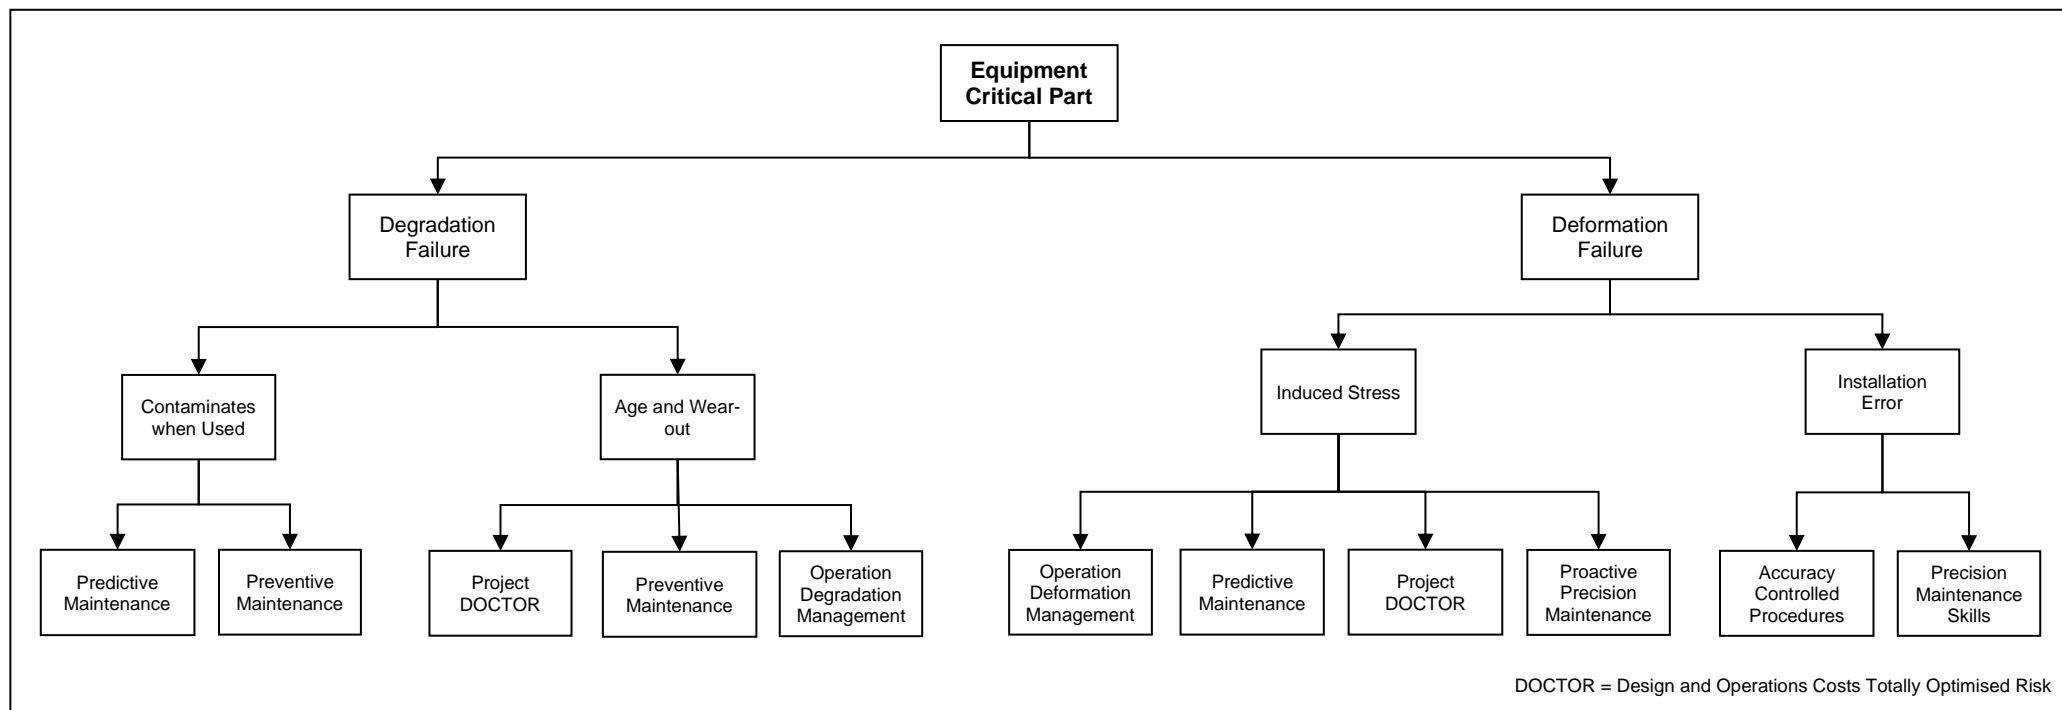 Equipment
Critical Part
Degradation
Failure
Deformation
Failure
Contaminates
when Used
Age and Wear-
out
Induced Stress
Installation
Error
Predictive
Maintenance
Preventive
Maintenance
Project
DOCTOR
Preventive
Maintenance
Operation
Degradation
Management
Operation
Deformation
Management
Predictive
Maintenance
Project
DOCTOR
Proactive
Precision
Maintenance
Accuracy
Controlled
Procedures
Precision
Maintenance
Skills
DOCTOR = Design and Operations Costs Totally Optimised Risk